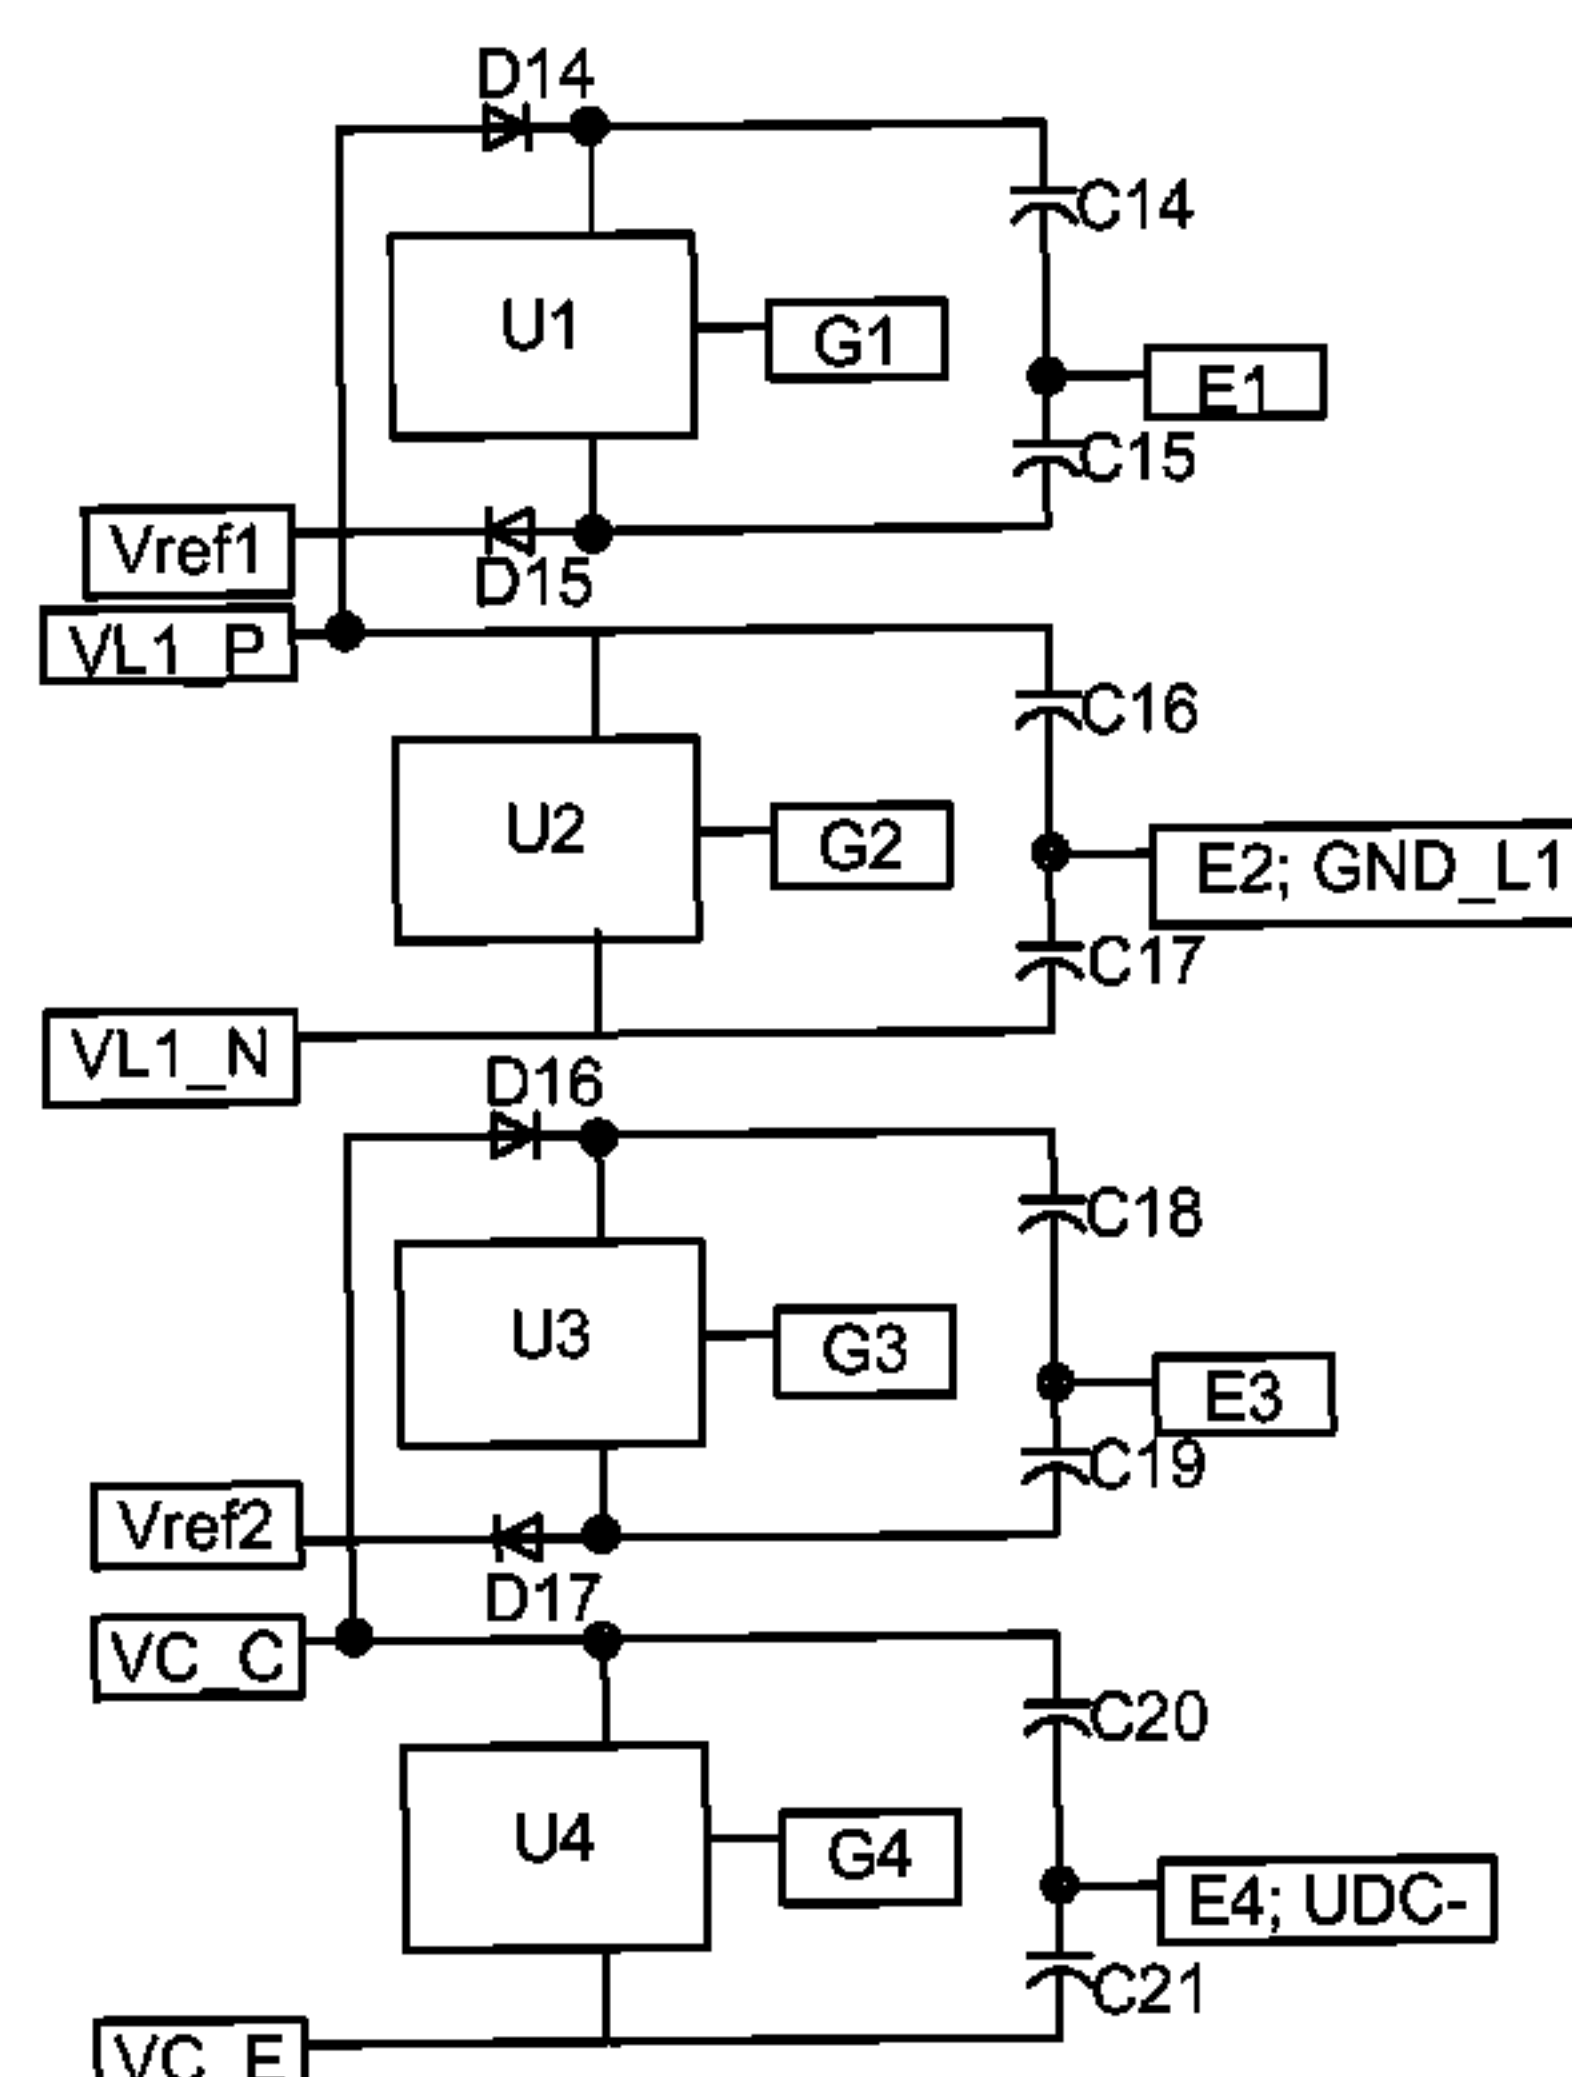 D14
C14
U1
G1
E1
C15
Vref1
D15
VL1_P
C16
U2
G2
E2; GND_L1
C17
VL1_N
D16
C18
U3
G3
E3
C19
Vref2
D17
VC_C
C20
U4
G4
E4; UDC-
C21
VC_E